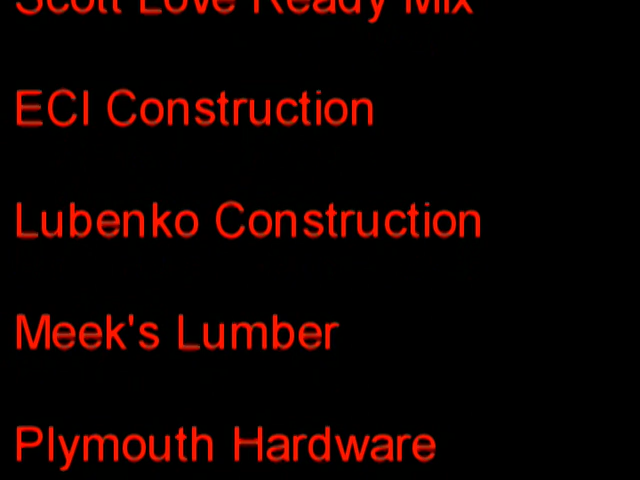 Scott Love Ready Mix
ECI Construction
Lubenko Construction
Meek's Lumber
Plymouth Hardware